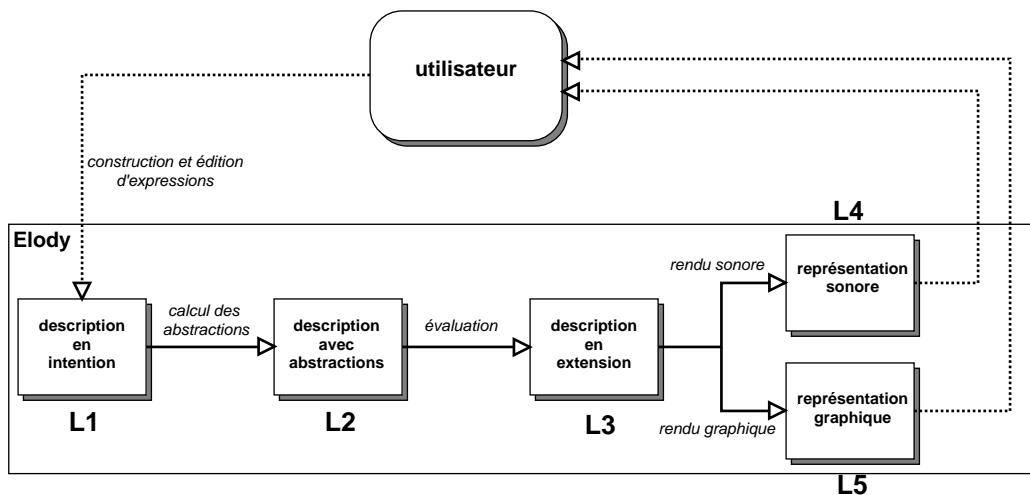 utilisateur
construction et édition
d'expressions
L4
Elody
rendu sonore
représentation
sonore
description
en
intention
calcul des
abstractions
description
avec
abstractions
évaluation
description
en
extension
représentation
graphique
rendu graphique
L1
L2
L3
L5